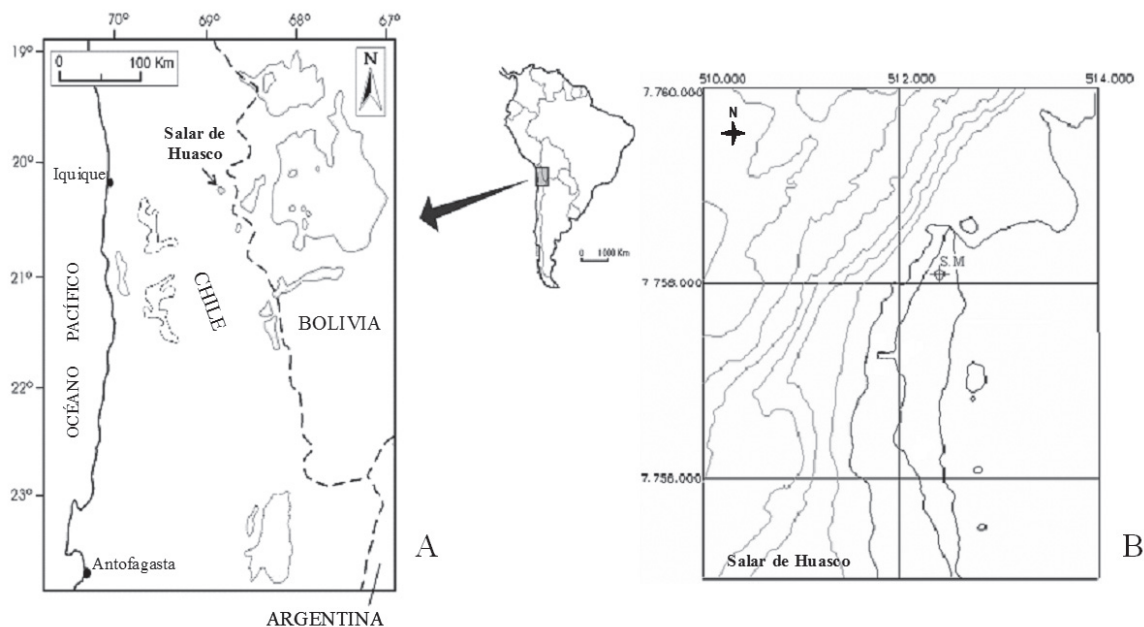 70º 69º 68º 67º
19º
0 100 Km
N
Salar de
Huasco
20º
Iquique
21º
OCÉANO PACÍFICO
CHILE
BOLIVIA
22º
23º
Antofagasta
A
ARGENTINA
0 1000 Km
510.000 512.000 514.000
7.760.000
N
S.M
7.758.000
7.756.000
Salar de Huasco
B